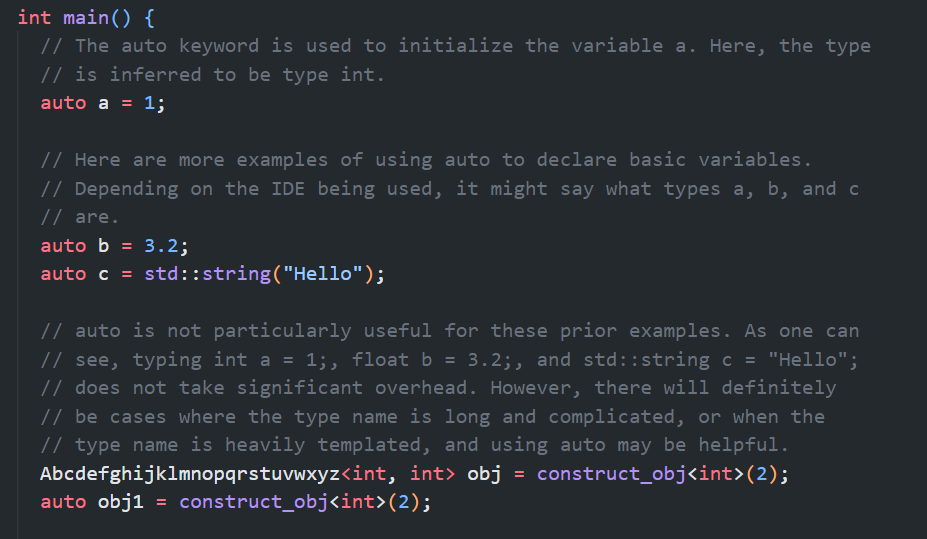 int main() {
// The auto keyword is used to initialize the variable a. Here, the type
// is inferred to be type int.
auto a = 1;
// Here are more examples of using auto to declare basic variables.
// Depending on the IDE being used, it might say what types a, b, and c
// are.
auto b = 3.2;
auto c = std::string("Hello");
// auto is not particularly useful for these prior examples. As one can
// see, typing int a = 1;, float b = 3.2;, and std::string c = "Hello";
// does not take significant overhead. However, there will definitely
// be cases where the type name is long and complicated, or when the
// type name is heavily templated, and using auto may be helpful.
Abcdefghijklmnopqrstuvwxyz<int, int> obj = construct_obj<int>(2);
auto obj1 = construct_obj<int>(2);